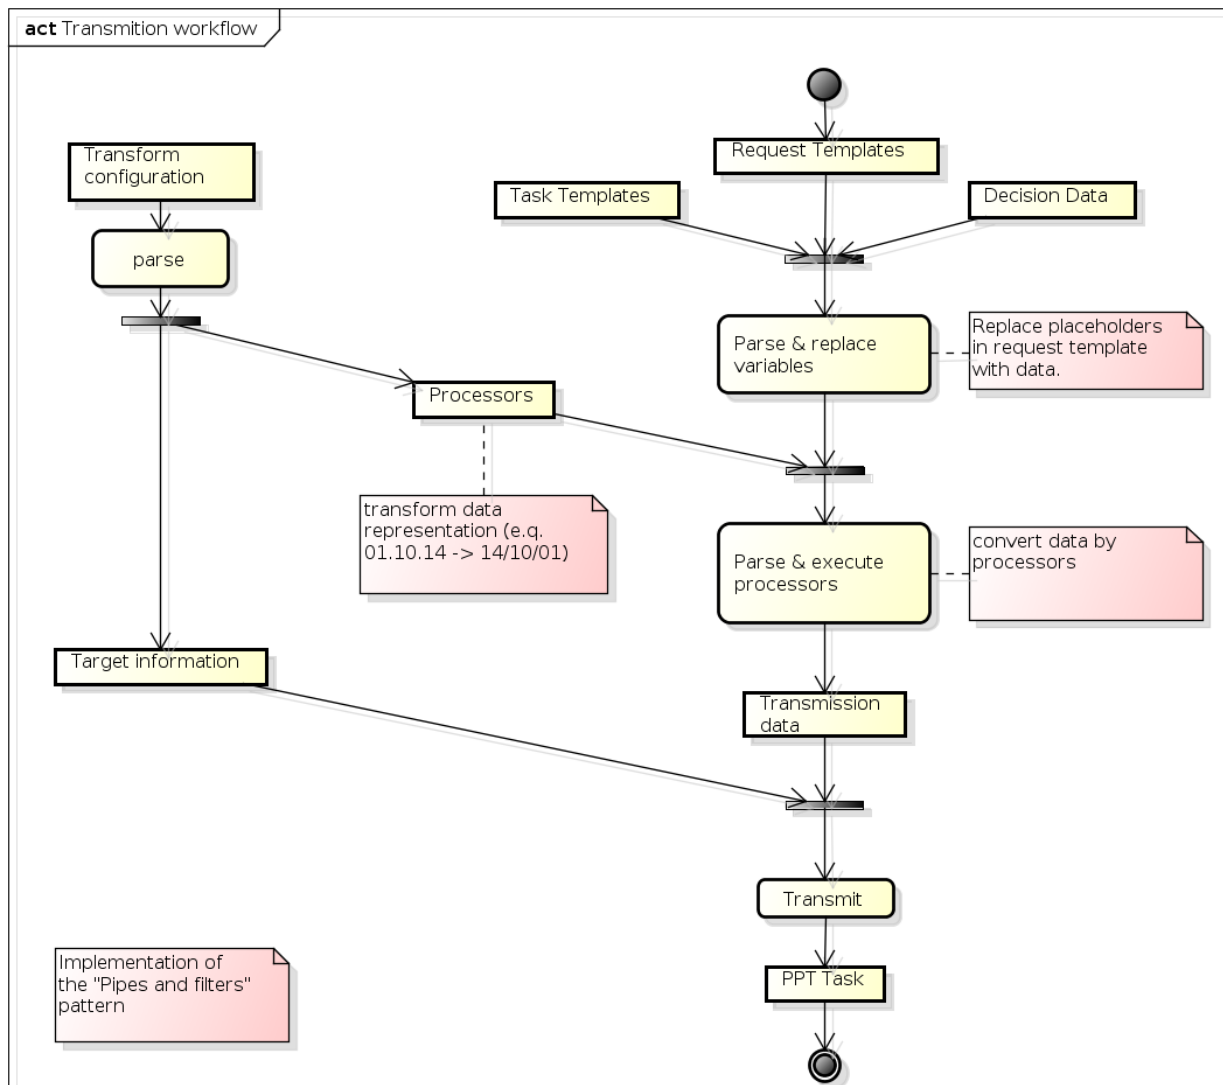 act Transmition workflow
Request Templates
Transform
configuration
Task Templates
Decision Data
parse
Parse & replace
variables
Replace placeholders
in request template
with data.
Processors
transform data
representation (e.q.
01.10.14 -> 14/10/01)
Parse & execute
processors
convert data by
processors
Target information
Transmission
data
Transmit
Implementation of
the "Pipes and filters"
pattern
PPT Task